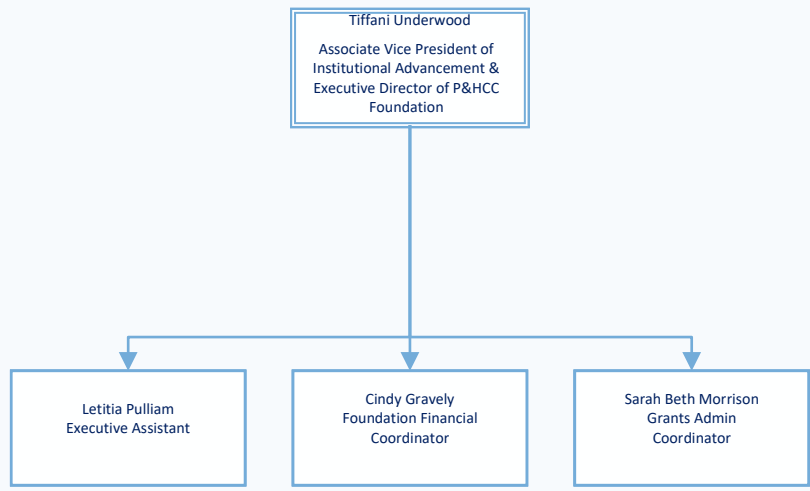 Tiffani Underwood
Associate Vice President of
Institutional Advancement &
Executive Director of P&HCC
Foundation
Letitia Pulliam
Executive Assistant
Cindy Gravely
Foundation Financial
Coordinator
Sarah Beth Morrison
Grants Admin
Coordinator